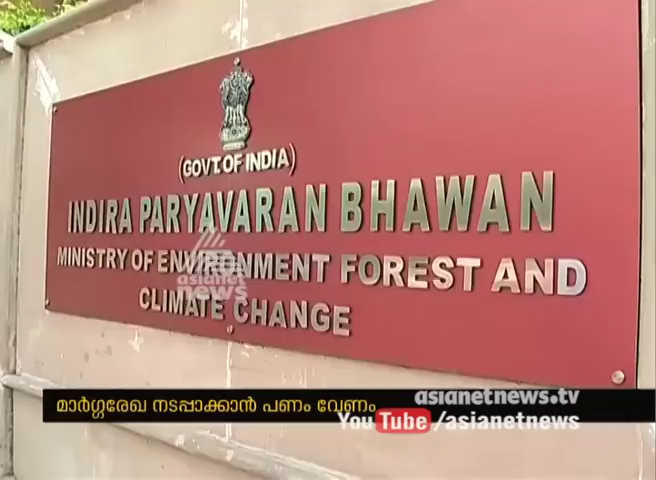 (GOVT. OF INDIA)
INDIRA PARYAVARAN BHAWAN
MINISTRY OF ENVIRONMENT FOREST AND
CLIMATE CHANGE
asianet
news
മാർഗ്ഗരേഖ നടപ്പാക്കാൻ പണം വേണം
asianetnews.tv
YouTube /asianetnews